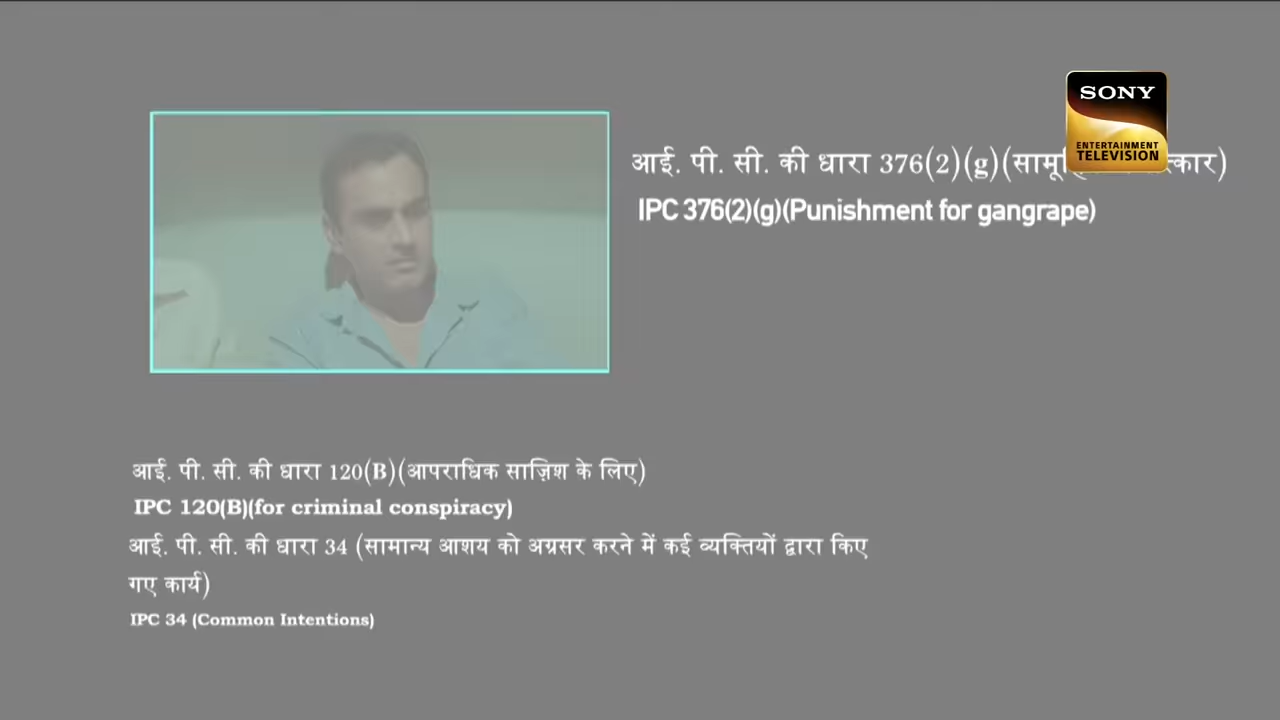 SONY
ENTERTAINMENT
TELEVISION
आई. पी. सी. की धारा 376(2)(g)(
IPC 376(2)(g)(Punishment for gangrape)
आई. पी. सी. की धारा 120(B)(आपराधिक साज़िश के लिए)
IPC 120(B)(for criminal conspiracy)
आई. पी. सी. की धारा 34 (सामान्य आशय को अग्रसर करने में कई व्यक्तियों द्वारा किए
गए कार्य)
IPC 34 (Common Intentions)